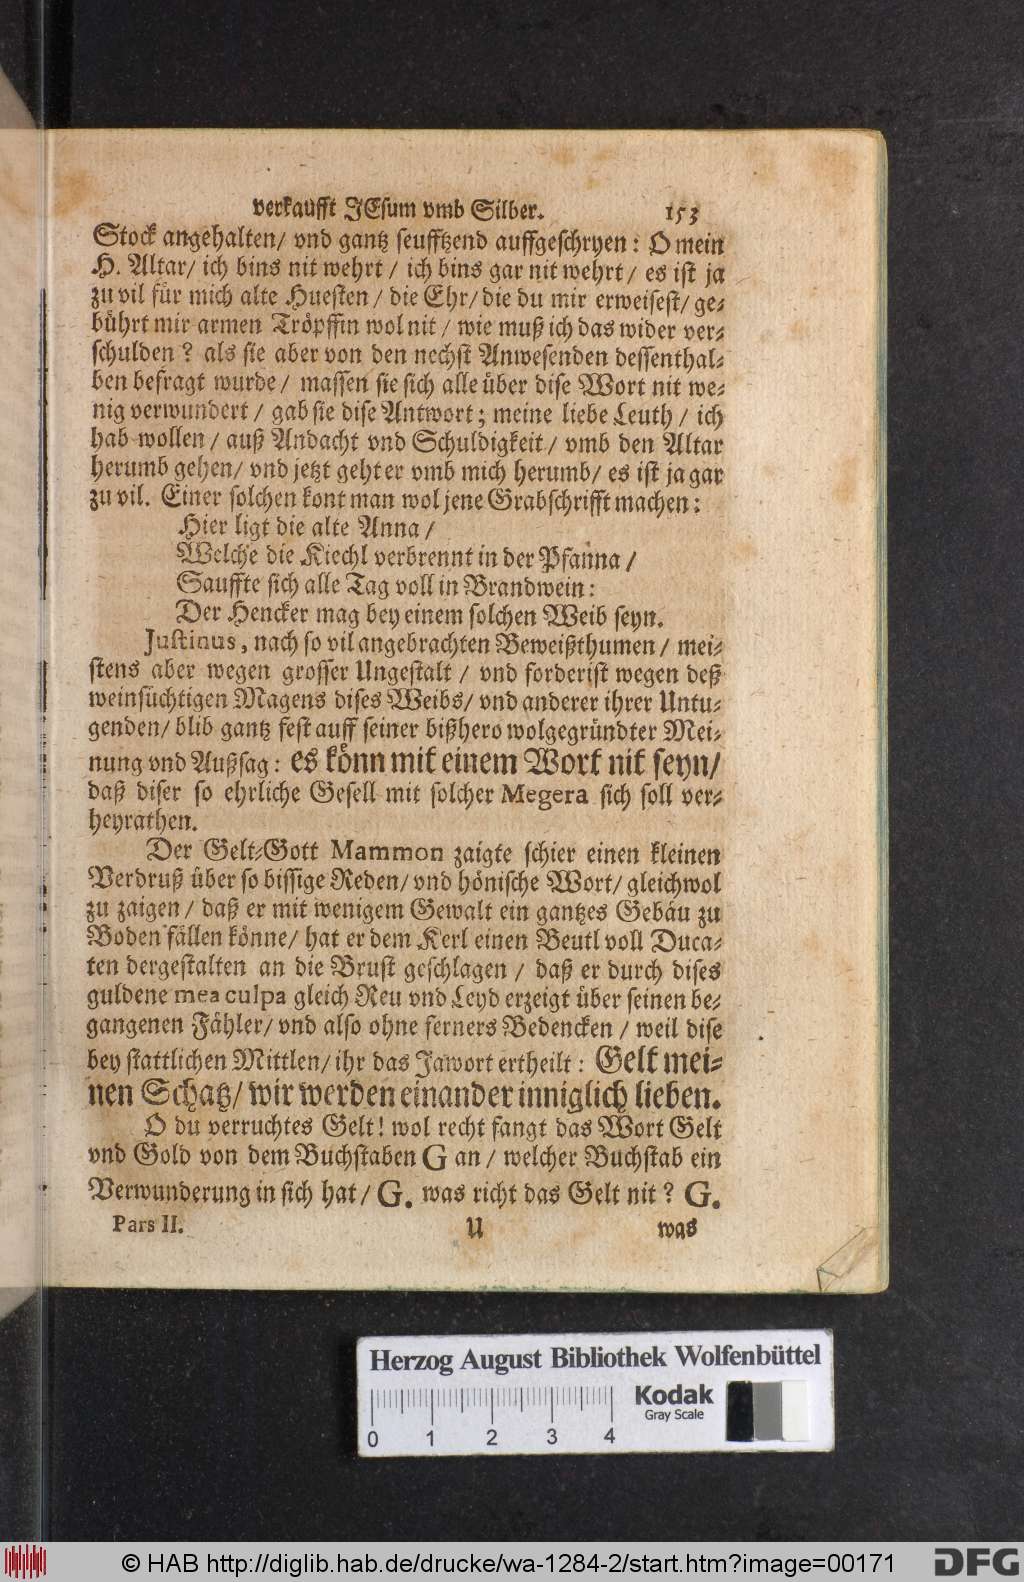 verkaufft JEsum vmb Silber. 153
Stock angehalten/ vnd gantz seufftzend auffgeschryen: O mein
H. Altar/ ich bins nit wehrt / ich bins gar nit wehrt / es ist ja
zu vil für mich alte Huesten / die Ehr/ die du mir erweisest/ ge-
bührt mir armen Tröpffin wol nit / wie muß ich das wider ver-
schulden? als sie aber von den nechst Anwesenden dessenthal-
ben befragt wurde / massen sie sich alle über dise Wort nit we-
nig verwundert / gab sie dise Antwort; meine liebe Leuth / ich
hab wollen / auß Andacht vnd Schuldigkeit / vmb den Altar
herumb gehen/ vnd jetzt geht er vmb mich herumb/ es ist ja gar
zu vil. Einer solchen kont man wol jene Grabschrifft machen:
Hier ligt die alte Anna /
Welche die Kiechl verbrennt in der Pfanna /
Sauffte sich alle Tag voll in Brandwein:
Der Hencker mag bey einem solchen Weib seyn.
Justinus, nach so vil angebrachten Beweißthumen / mei-
stens aber wegen grosser Ungestalt / vnd forderist wegen deß
weinsüchtigen Magens dises Weibs/ vnd anderer ihrer Untu-
genden/ blib gantz fest auff seiner bißhero wolgegründter Mei-
nung vnd Außsag: es könn mit einem Wort nit seyn/
daß diser so ehrliche Gesell mit solcher Megera sich soll ver-
heyrathen.
Der Gelt-Gott Mammon zaigte schier einen kleinen
Verdruß über so bissige Reden/ vnd hönische Wort/ gleichwol
zu zaigen / daß er mit wenigem Gewalt ein gantzes Gebäu zu
Boden fällen könne/ hat er dem Kerl einen Beutl voll Duca-
ten dergestalten an die Brust geschlagen / daß er durch dises
guldene mea culpa gleich Reu vnd Leyd erzeigt über seinen be-
gangenen Fähler/ vnd also ohne ferners Bedencken / weil dise
bey stattlichen Mittlen/ ihr das Jawort ertheilt: Gelt mei-
nen Schatz/ wir werden einander inniglich lieben.
O du verruchtes Gelt! wol recht fangt das Wort Gelt
vnd Gold von dem Buchstaben G an / welcher Buchstab ein
Verwunderung in sich hat / G. was richt das Gelt nit? G.
Pars II. U was
Herzog August Bibliothek Wolfenbüttel
Kodak
Gray Scale
0 1 2 3 4
© HAB http://diglib.hab.de/drucke/wa-1284-2/start.htm?image=00171
DFG